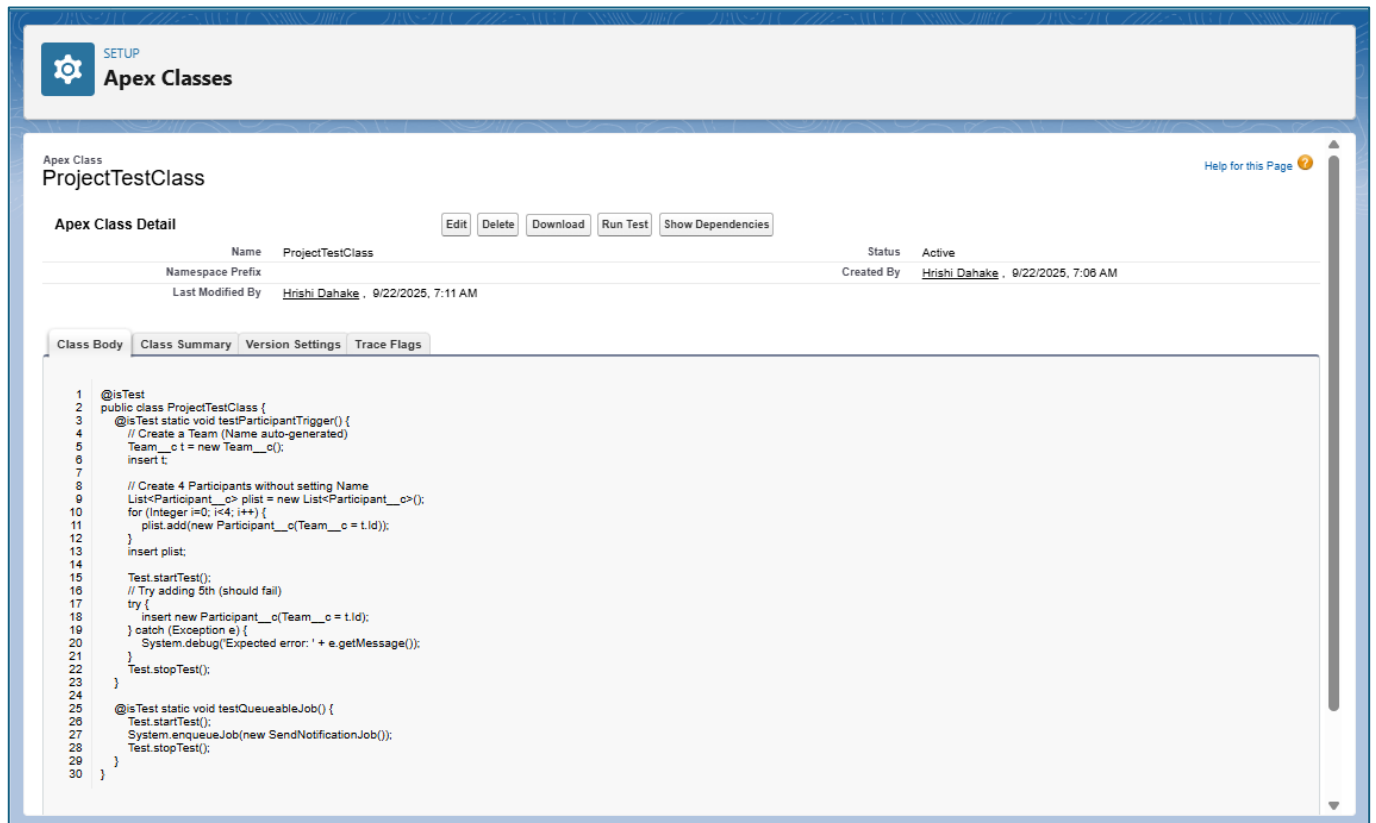 SETUP
Apex Classes
Apex Class
ProjectTestClass
Help for this Page ?
Apex Class Detail
Edit Delete Download Run Test Show Dependencies
Name ProjectTestClass Status Active
Namespace Prefix Created By Hrishi Dahake , 9/22/2025, 7:06 AM
Last Modified By Hrishi Dahake , 9/22/2025, 7:11 AM
Class Body Class Summary Version Settings Trace Flags
1 @isTest
2 public class ProjectTestClass {
3 @isTest static void testParticipantTrigger() {
4 // Create a Team (Name auto-generated)
5 Team__c t = new Team__c();
6 insert t;
7
8 // Create 4 Participants without setting Name
9 List<Participant__c> plist = new List<Participant__c>();
10 for (Integer i=0; i<4; i++) {
11 plist.add(new Participant__c(Team__c = t.Id));
12 }
13 insert plist;
14
15 Test.startTest();
16 // Try adding 5th (should fail)
17 try {
18 insert new Participant__c(Team__c = t.Id);
19 } catch (Exception e) {
20 System.debug('Expected error: ' + e.getMessage());
21 }
22 Test.stopTest();
23 }
24
25 @isTest static void testQueueableJob() {
26 Test.startTest();
27 System.enqueueJob(new SendNotificationJob());
28 Test.stopTest();
29 }
30 }